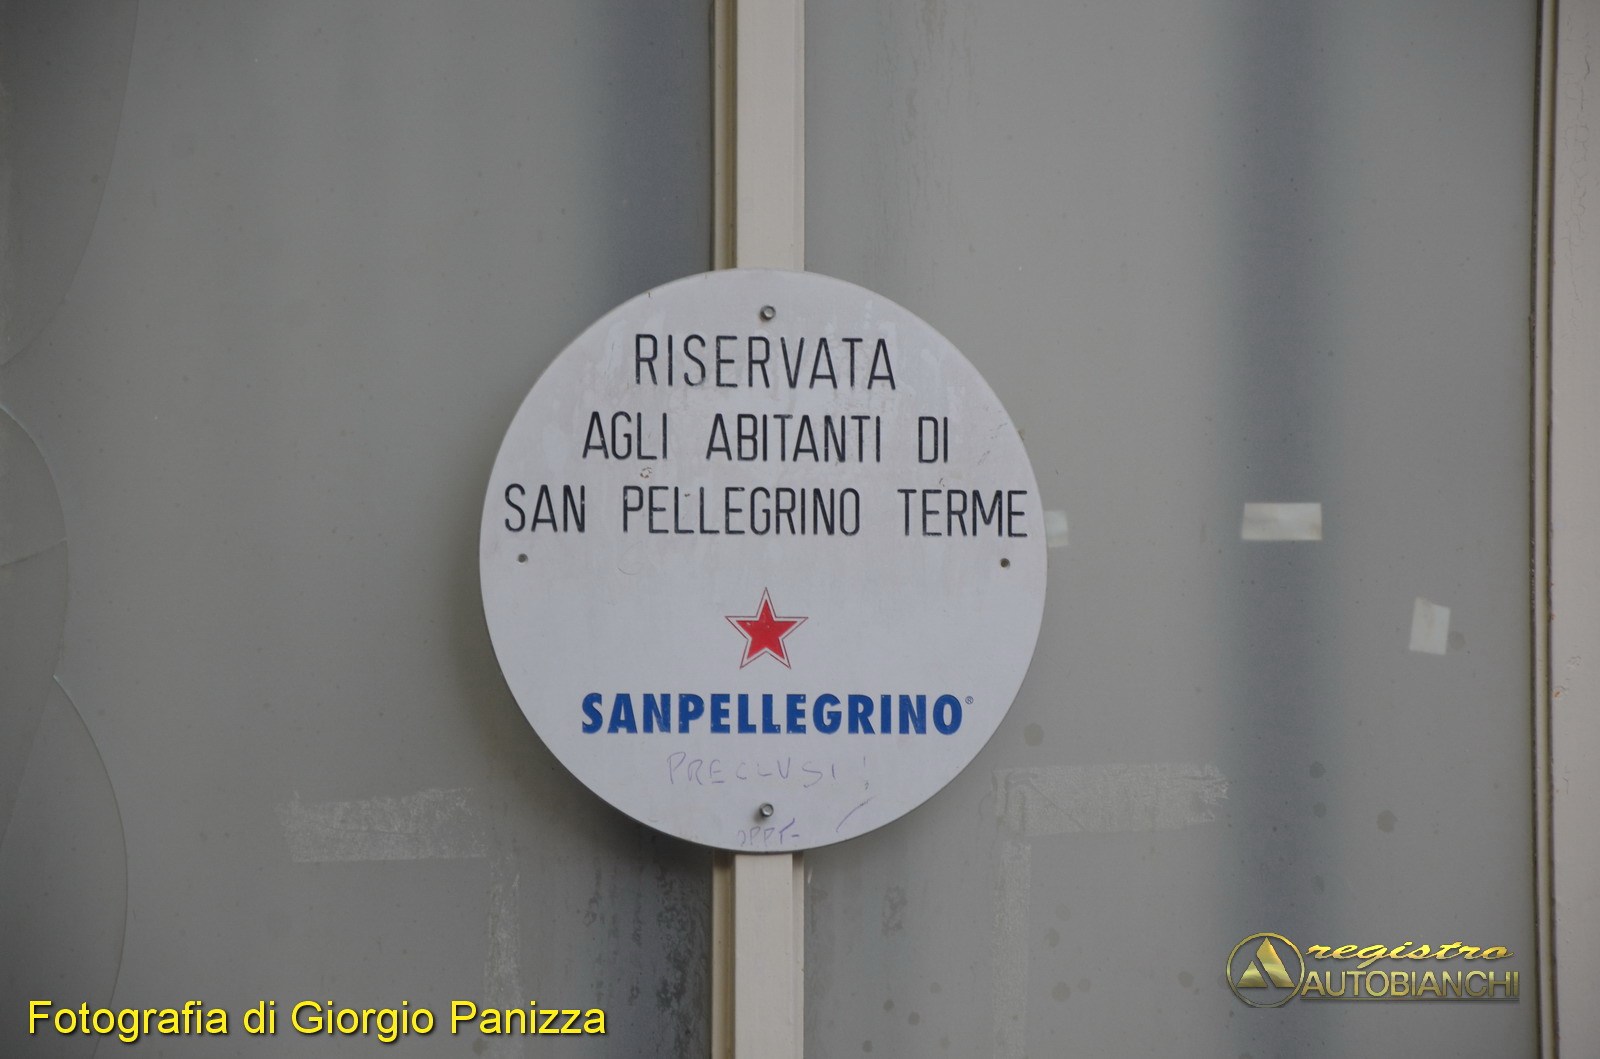 RISERVATA
AGLI ABITANTI DI
SAN PELLEGRINO TERME
SANPELLEGRINO®
PRECLUSI!
Fotografia di Giorgio Panizza
registro
AUTOBIANCHI